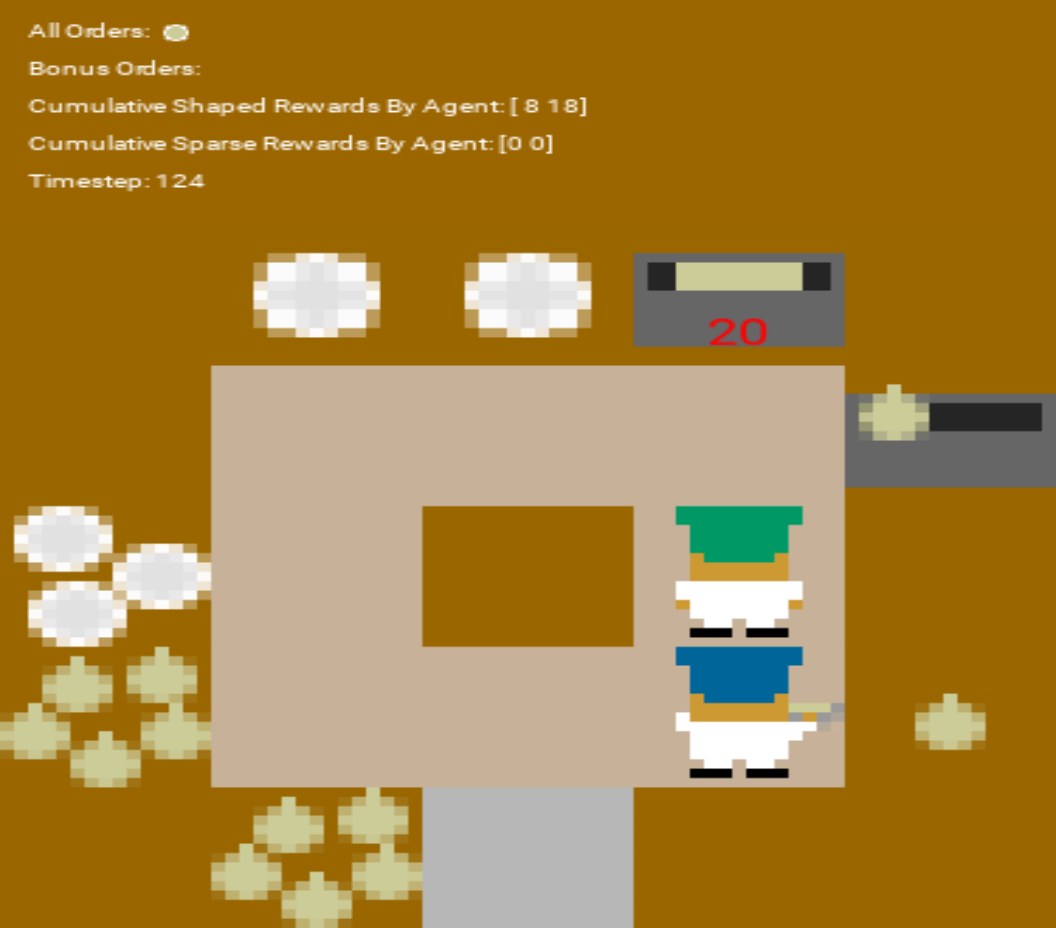 All Orders:
Bonus Orders:
Cumulative Shaped Rewards By Agent: [ 8 18]
Cumulative Sparse Rewards By Agent: [0 0]
Timestep: 124
20